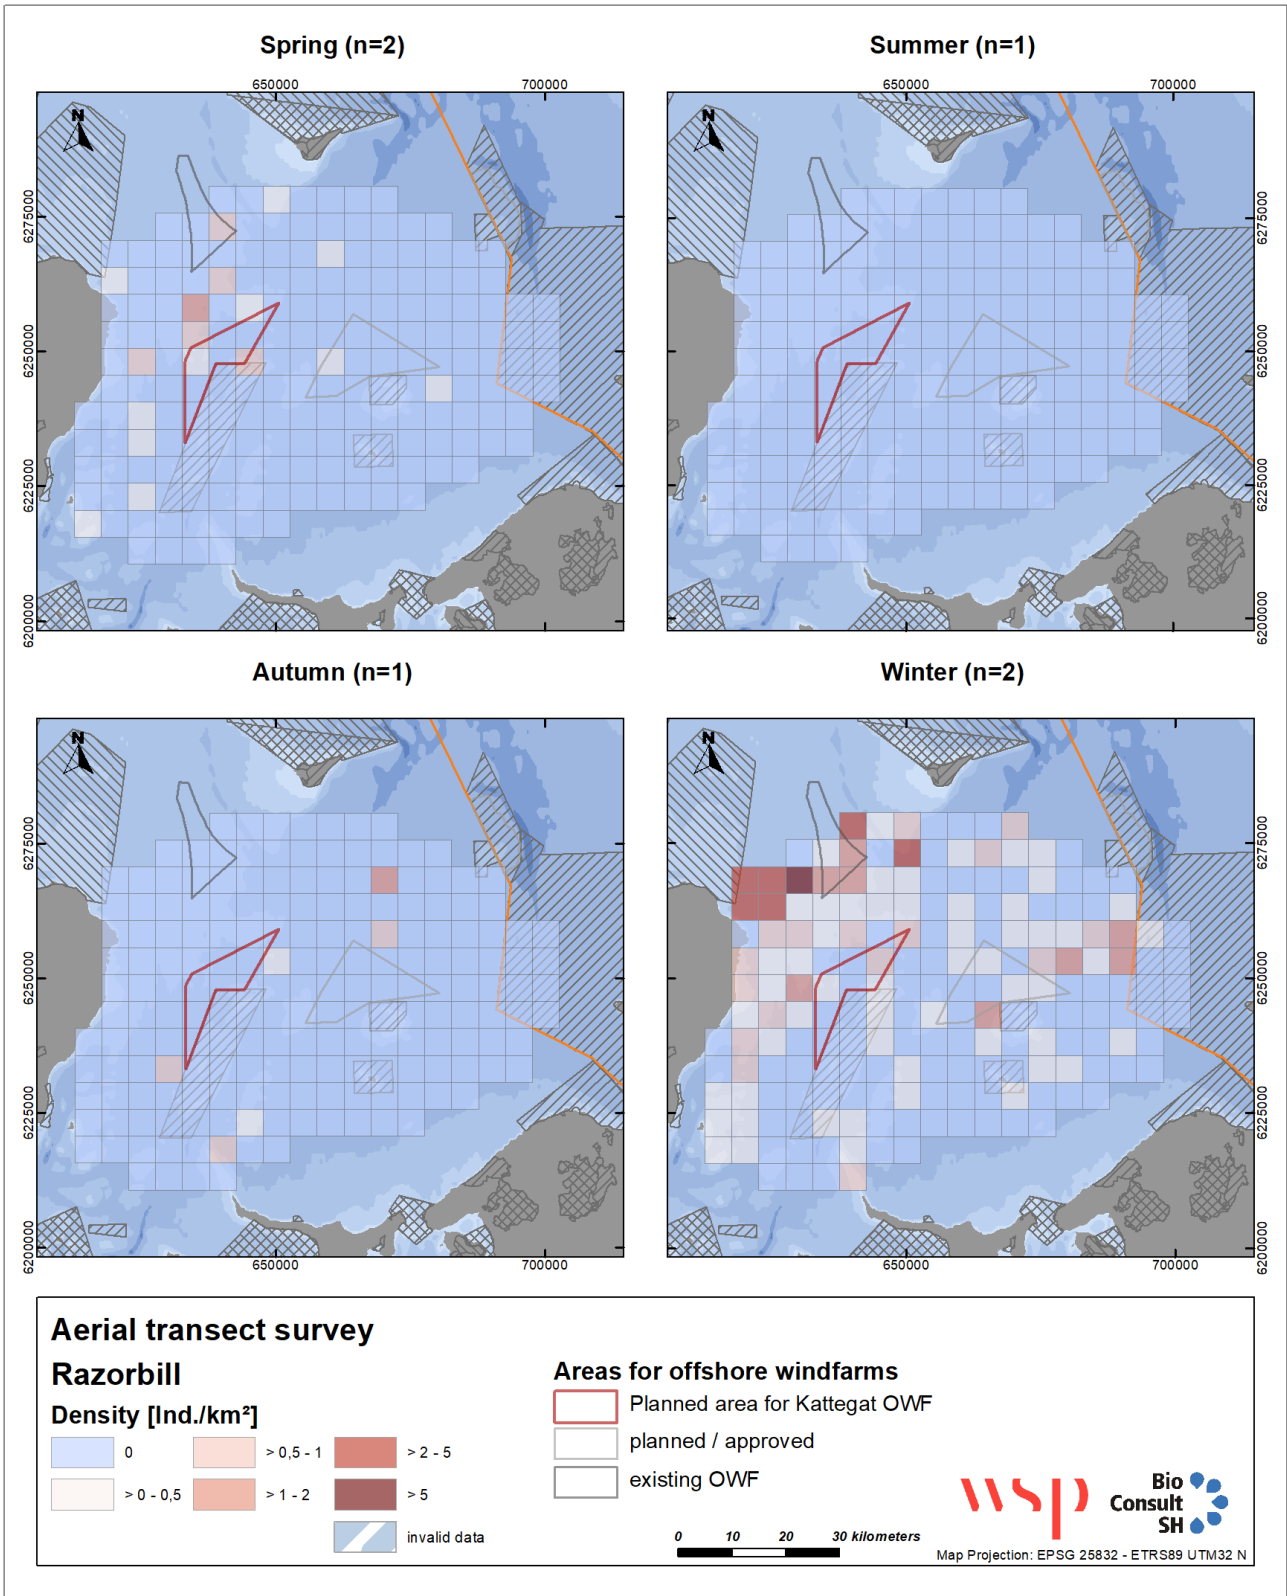 Spring (n=2)
Summer (n=1)
650000
700000
650000
700000
N
N
6275000
6250000
6225000
6200000
6275000
6250000
6225000
6200000
Autumn (n=1)
Winter (n=2)
N
N
6275000
6250000
6225000
6200000
6275000
6250000
6225000
6200000
650000
700000
650000
700000
Aerial transect survey
Razorbill
Density [Ind./km²]
0
> 0,5 - 1
> 2 - 5
> 0 - 0,5
> 1 - 2
> 5
invalid data
Areas for offshore windfarms
Planned area for Kattegat OWF
planned / approved
existing OWF
0 10 20 30 kilometers
wsp
Bio
Consult
SH
Map Projection: EPSG 25832 - ETRS89 UTM32 N